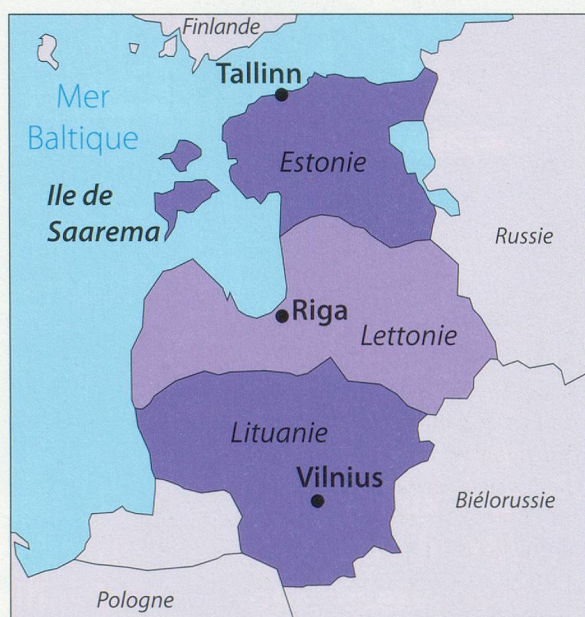 Finlande
Tallinn
Mer
Baltique
Estonie
Ile de
Saarema
Russie
Riga
Lettonie
Lituanie
Vilnius
Biélorussie
Pologne